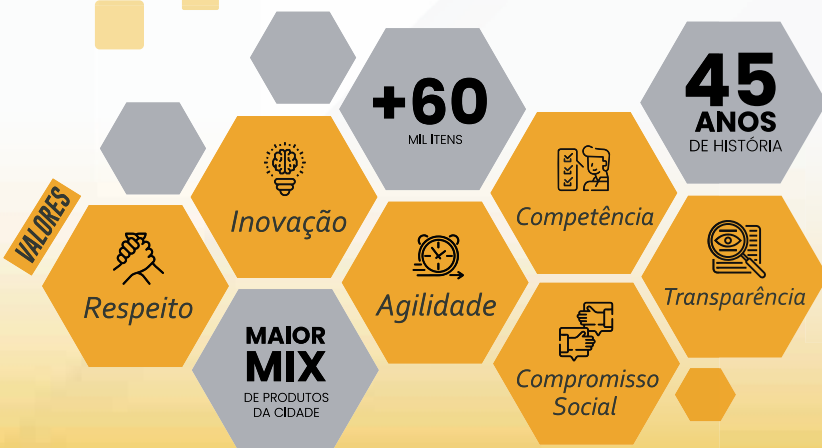 VALORES
Respeito
Inovação
MAIOR
MIX
DE PRODUTOS
DA CIDADE
+60
MIL ITENS
Agilidade
Competência
Compromisso
Social
45
ANOS
DE HISTÓRIA
Transparência